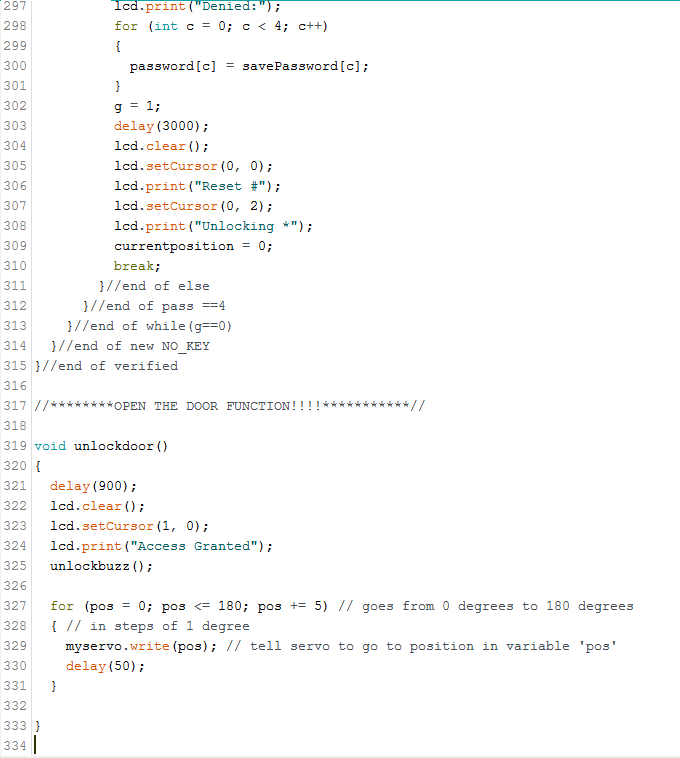 297 lcd.print("Denied:");
298 for (int c = 0; c < 4; c++)
299 {
300 password[c] = savePassword[c];
301 }
302 g = 1;
303 delay(3000);
304 lcd.clear();
305 lcd.setCursor(0, 0);
306 lcd.print("Reset #");
307 lcd.setCursor(0, 2);
308 lcd.print("Unlocking *");
309 currentposition = 0;
310 break;
311 }//end of else
312 }//end of pass ==4
313 }//end of while(g==0)
314 }//end of new NO_KEY
315 }//end of verified
316
317 //********OPEN THE DOOR FUNCTION!!!!***********//
318
319 void unlockdoor()
320 {
321 delay(900);
322 lcd.clear();
323 lcd.setCursor(1, 0);
324 lcd.print("Access Granted");
325 unlockbuzz();
326
327 for (pos = 0; pos <= 180; pos += 5) // goes from 0 degrees to 180 degrees
328 { // in steps of 1 degree
329 myservo.write(pos); // tell servo to go to position in variable 'pos'
330 delay(50);
331 }
332
333 }
334